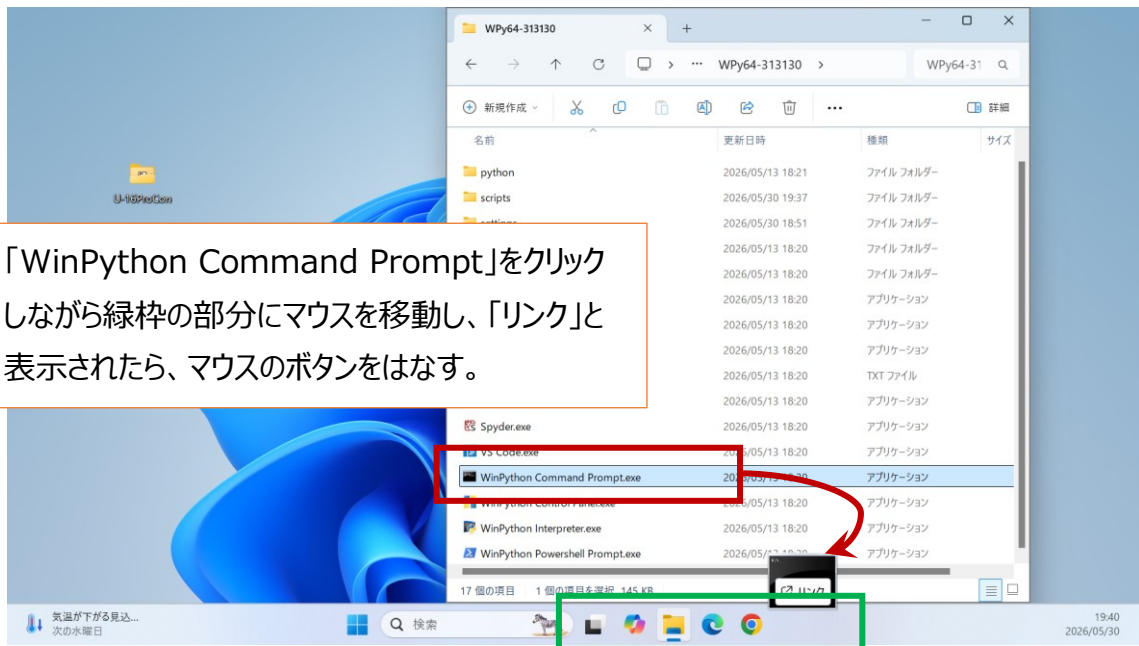 WPy64-313130
WPy64-313130
WPy64-31
新規作成
詳細
名前 更新日時 種類 サイズ
python 2026/05/13 18:21 ファイル フォルダー
U-16ProCon
scripts 2026/05/30 19:37 ファイル フォルダー
2026/05/30 18:51 ファイル フォルダー
2026/05/13 18:20 ファイル フォルダー
2026/05/13 18:20 ファイル フォルダー
2026/05/13 18:20 アプリケーション
2026/05/13 18:20 アプリケーション
2026/05/13 18:20 アプリケーション
2026/05/13 18:20 TXT ファイル
2026/05/13 18:20 アプリケーション
「WinPython Command Prompt」をクリック
しながら緑枠の部分にマウスを移動し、「リンク」と
表示されたら、マウスのボタンをはなす。
Spyder.exe 2026/05/13 18:20 アプリケーション
VS Code.exe 2026/05/13 18:20 アプリケーション
WinPython Command Prompt.exe アプリケーション
WinPython Control Panel.exe 2026/05/13 18:20 アプリケーション
WinPython Interpreter.exe 2026/05/13 18:20 アプリケーション
WinPython Powershell Prompt.exe アプリケーション
リンク
17 個の項目 1 個の項目を選択 145 KB
気温が下がる見込...
次の水曜日
検索
19:40
2026/05/30